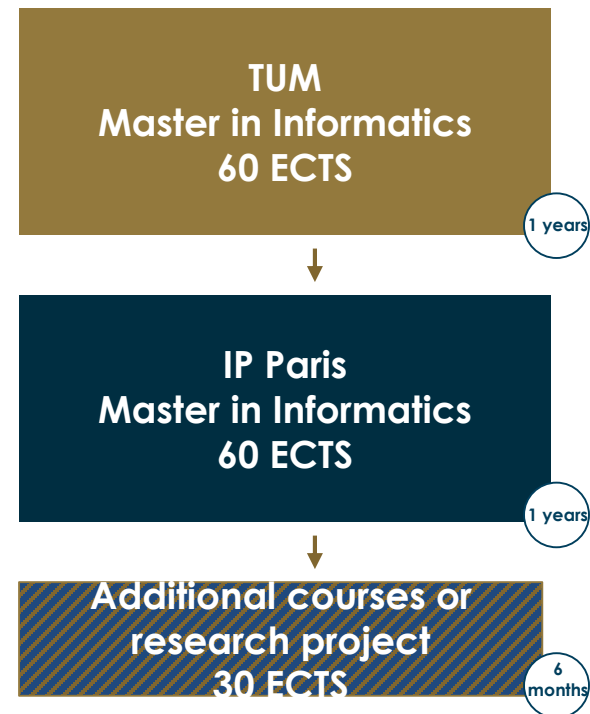 TUM
Master in Informatics
60 ECTS
1 years
IP Paris
Master in Informatics
60 ECTS
1 years
Additional courses or
research project
30 ECTS
6
months